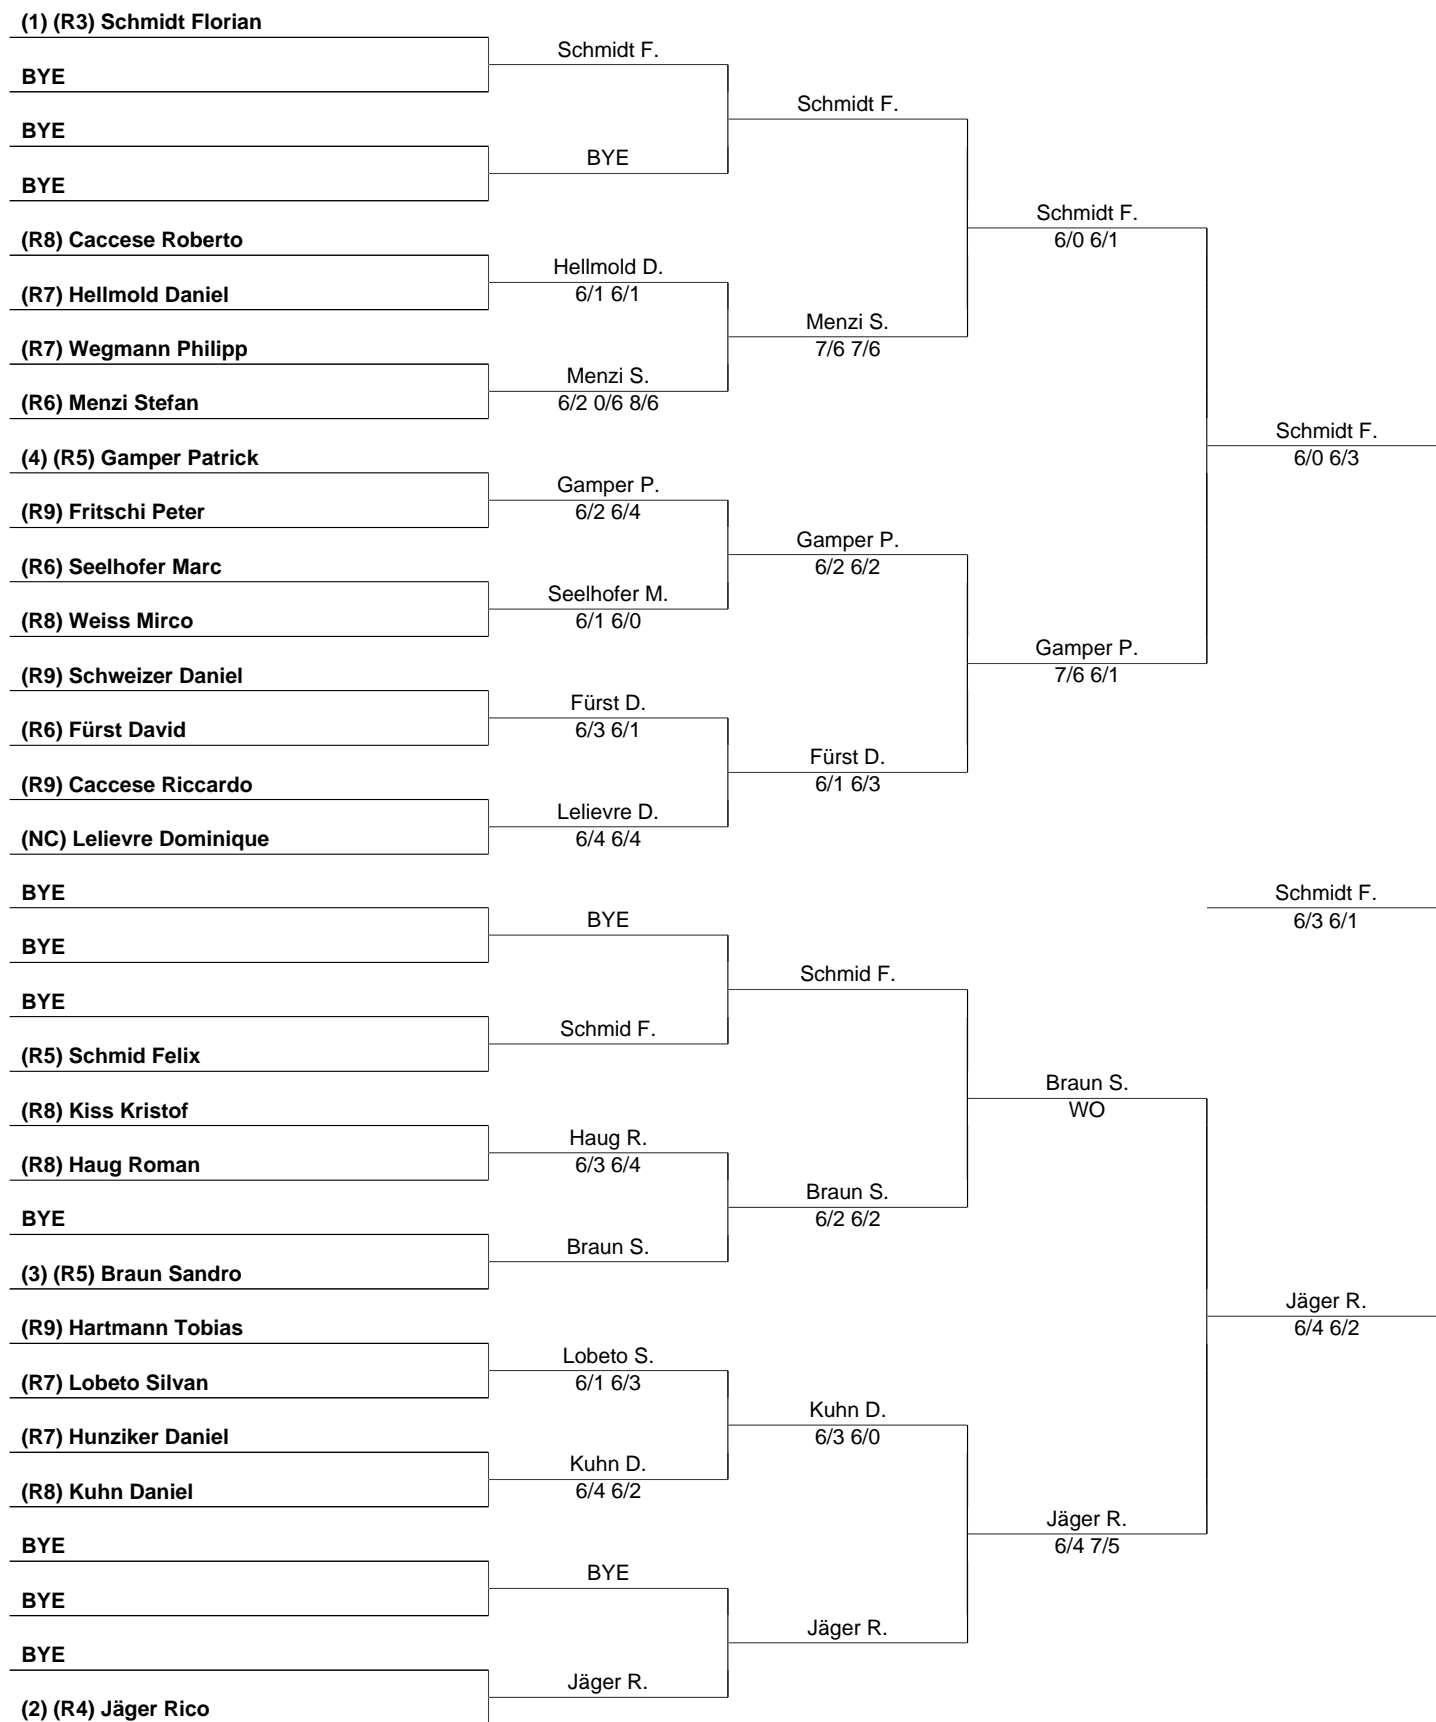 (1) (R3) Schmidt Florian
BYE
BYE
BYE
(R8) Caccese Roberto
(R7) Hellmold Daniel
(R7) Wegmann Philipp
(R6) Menzi Stefan
(4) (R5) Gamper Patrick
(R9) Fritschi Peter
(R6) Seelhofer Marc
(R8) Weiss Mirco
(R9) Schweizer Daniel
(R6) Fürst David
(R9) Caccese Riccardo
(NC) Lelievre Dominique
BYE
BYE
BYE
(R5) Schmid Felix
(R8) Kiss Kristof
(R8) Haug Roman
BYE
(3) (R5) Braun Sandro
(R9) Hartmann Tobias
(R7) Lobeto Silvan
(R7) Hunziker Daniel
(R8) Kuhn Daniel
BYE
BYE
BYE
(2) (R4) Jäger Rico
Schmidt F.
BYE
Hellmold D.
6/1 6/1
Menzi S.
6/2 0/6 8/6
Gamper P.
6/2 6/4
Seelhofer M.
6/1 6/0
Fürst D.
6/3 6/1
Lelievre D.
6/4 6/4
BYE
Schmid F.
Haug R.
6/3 6/4
Braun S.
Lobeto S.
6/1 6/3
Kuhn D.
6/4 6/2
BYE
Jäger R.
Schmidt F.
Menzi S.
7/6 7/6
Gamper P.
6/2 6/2
Fürst D.
6/1 6/3
Schmid F.
Braun S.
6/2 6/2
Kuhn D.
6/3 6/0
Jäger R.
Schmidt F.
6/0 6/1
Gamper P.
7/6 6/1
Braun S.
WO
Jäger R.
6/4 7/5
Schmidt F.
6/0 6/3
Schmidt F.
6/3 6/1
Jäger R.
6/4 6/2